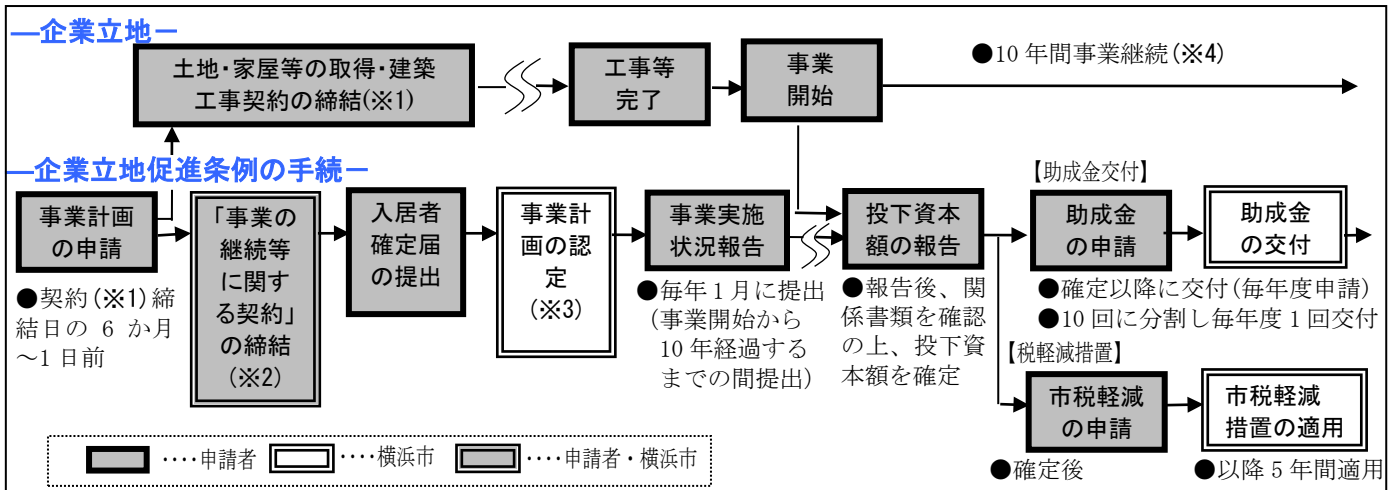 ―企業立地－
土地・家屋等の取得・建築
工事契約の締結(※1)
工事等
完了
事業
開始
●10 年間事業継続(※4)
―企業立地促進条例の手続－
事業計画
の申請
●契約(※1)締
結日の 6 か月
～1 日前
「事業の
継続等
に関す
る契約」
の締結
(※2)
入居者
確定届
の提出
事業計
画の認
定
(※3)
事業実施
状況報告
●毎年 1 月に提出
(事業開始から
10 年経過する
までの間提出)
投下資本
額の報告
●報告後、関
係書類を確認
の上、投下資
本額を確定
【助成金交付】
助成金
の申請
助成金
の交付
●確定以降に交付(毎年度申請)
●10 回に分割し毎年度 1 回交付
【税軽減措置】
市税軽減
の申請
市税軽減
措置の適用
●確定後
●以降 5 年間適用
‥‥申請者
‥‥横浜市
‥‥申請者・横浜市